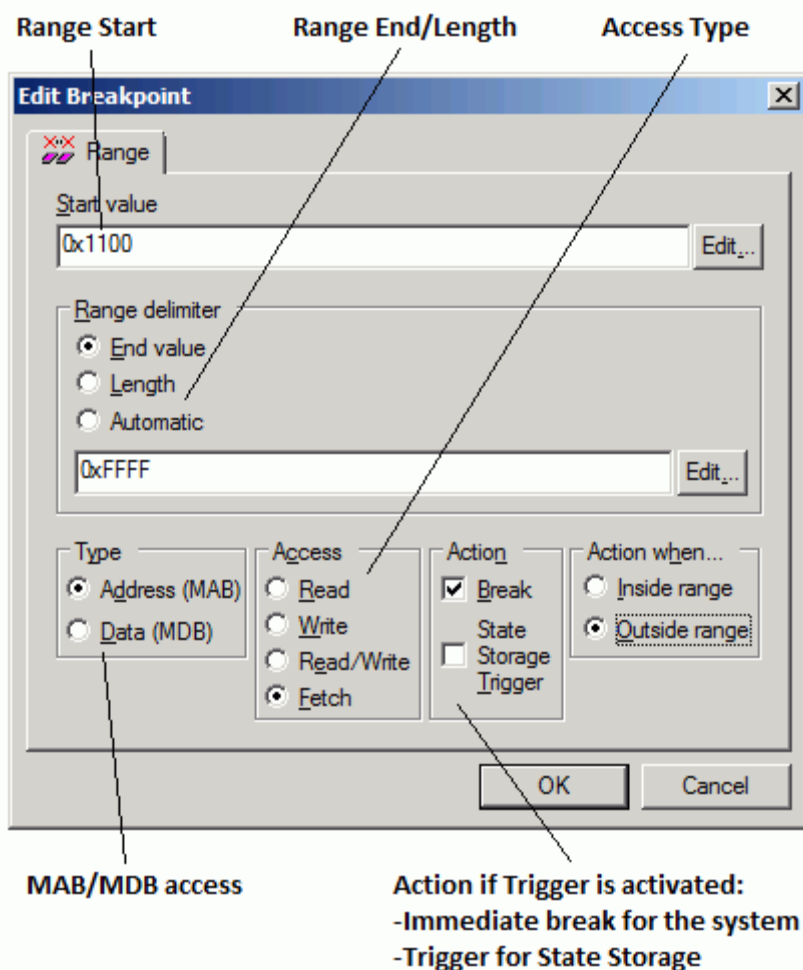 Range Start Range End/Length Access Type
Edit Breakpoint
Range
Start value
0x1100 Edit...
Range delimiter
End value
Length
Automatic
0xFFFF Edit...
Type Access Action Action when...
Address (MAB) Read Break Inside range
Data (MDB) Write State Storage Trigger Outside range
Read/Write
Fetch
OK Cancel
MAB/MDB access Action if Trigger is activated:
-Immediate break for the system
-Trigger for State Storage